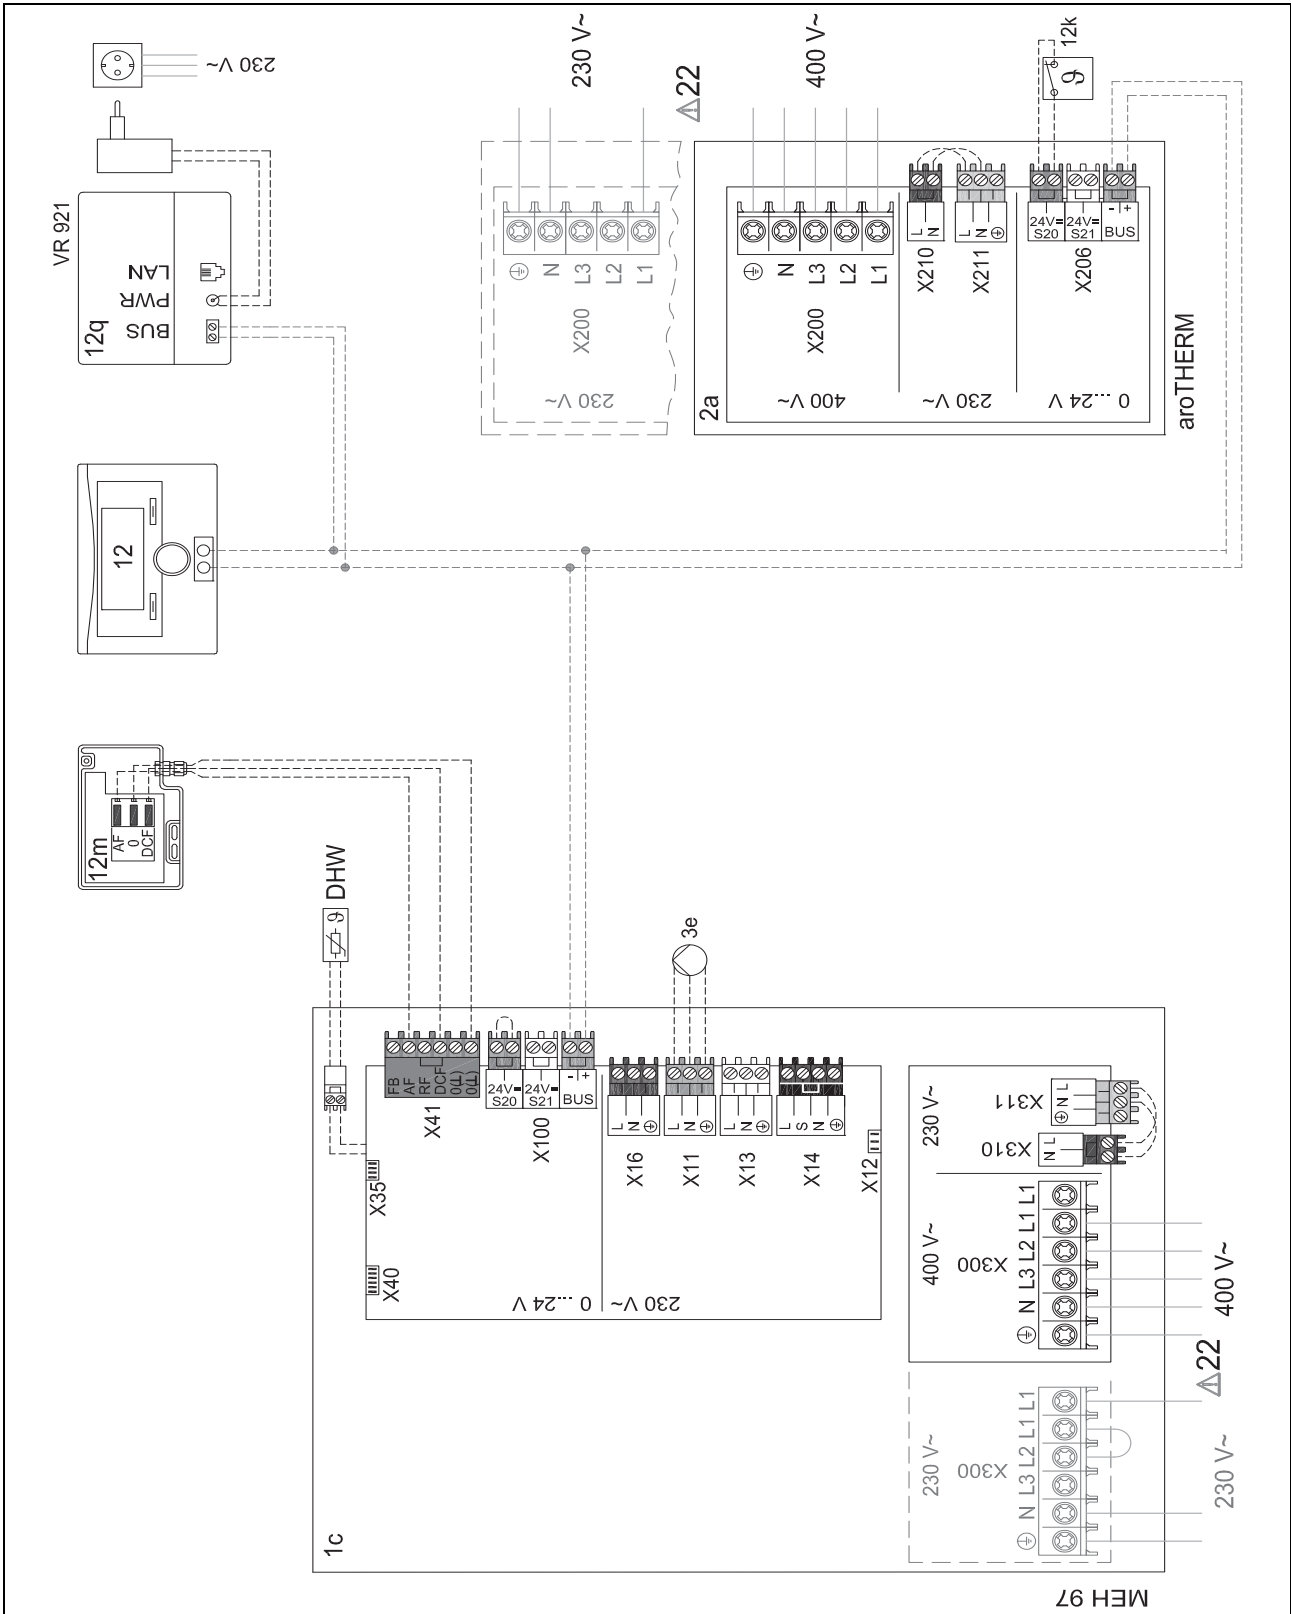 230 V~
VR 921
12q
LAN
PWR
BUS
230 V~
⚠22
X200
L3
L2
L1
N
230 V~
400 V~
12k
ϑ
2a
N
L3
L2
L1
X200
400 V~
L
N
X210
L
N
X211
230 V~
24V=
S20
24V=
S21
- +
BUS
X206
0...24 V
aroTHERM
12
12m
AF
0
DCF
ϑ
DHW
3e
1c
FB
AF
RF
DCF
0(⊥)
0(⊥)
X41
24V=
S20
24V=
S21
- +
BUS
X100
L
N
X16
L
N
X11
L
N
X13
L
S
N
X14
X12
X35
X40
0...24 V
230 V~
230 V~
L
N
X311
L
N
X310
400 V~
X300
N L3 L2 L1 L1
400 V~
⚠22
230 V~
X300
N L3 L2 L1 L1
230 V~
MEH 97